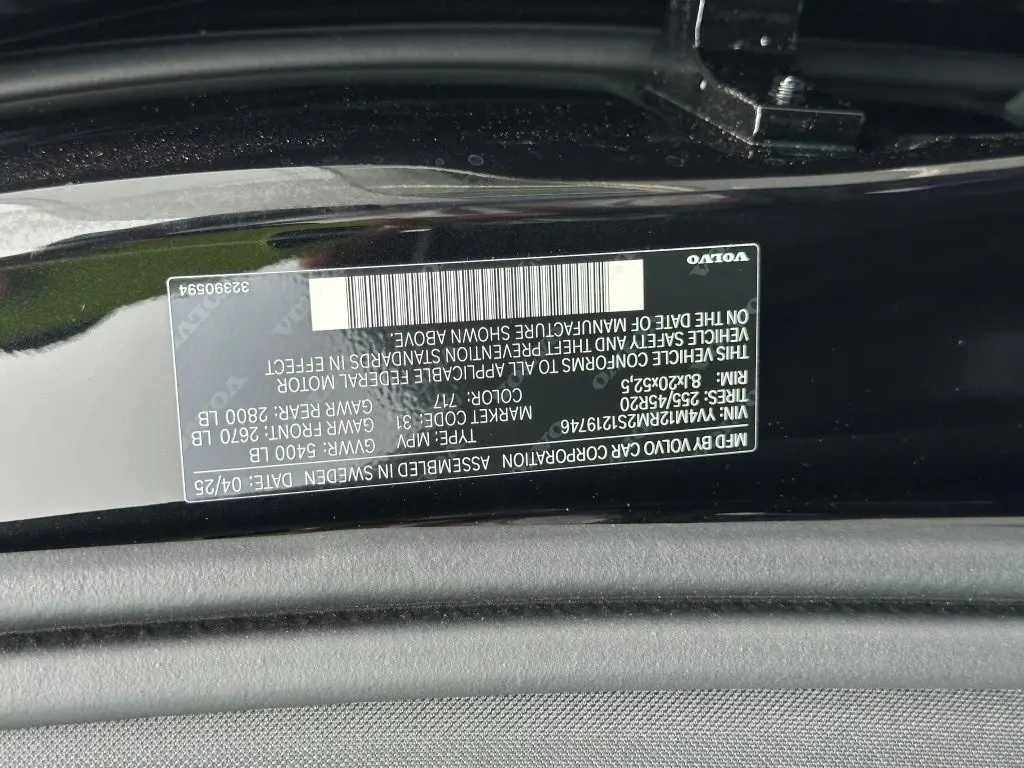 MFD BY VOLVO CAR CORPORATION ASSEMBLED IN SWEDEN DATE: 04/25
VIN: YV4M12RM2S1219746 TYPE: MPV GVWR: 5400 LB
TIRES: 255/45R20 MARKET CODE: 31 GAWR FRONT: 2670 LB
RIM: 8Jx20x52,5 COLOR: 717 GAWR REAR: 2800 LB
THIS VEHICLE CONFORMS TO ALL APPLICABLE FEDERAL MOTOR
VEHICLE SAFETY AND THEFT PREVENTION STANDARDS IN EFFECT
ON THE DATE OF MANUFACTURE SHOWN ABOVE.
VOLVO 32390594